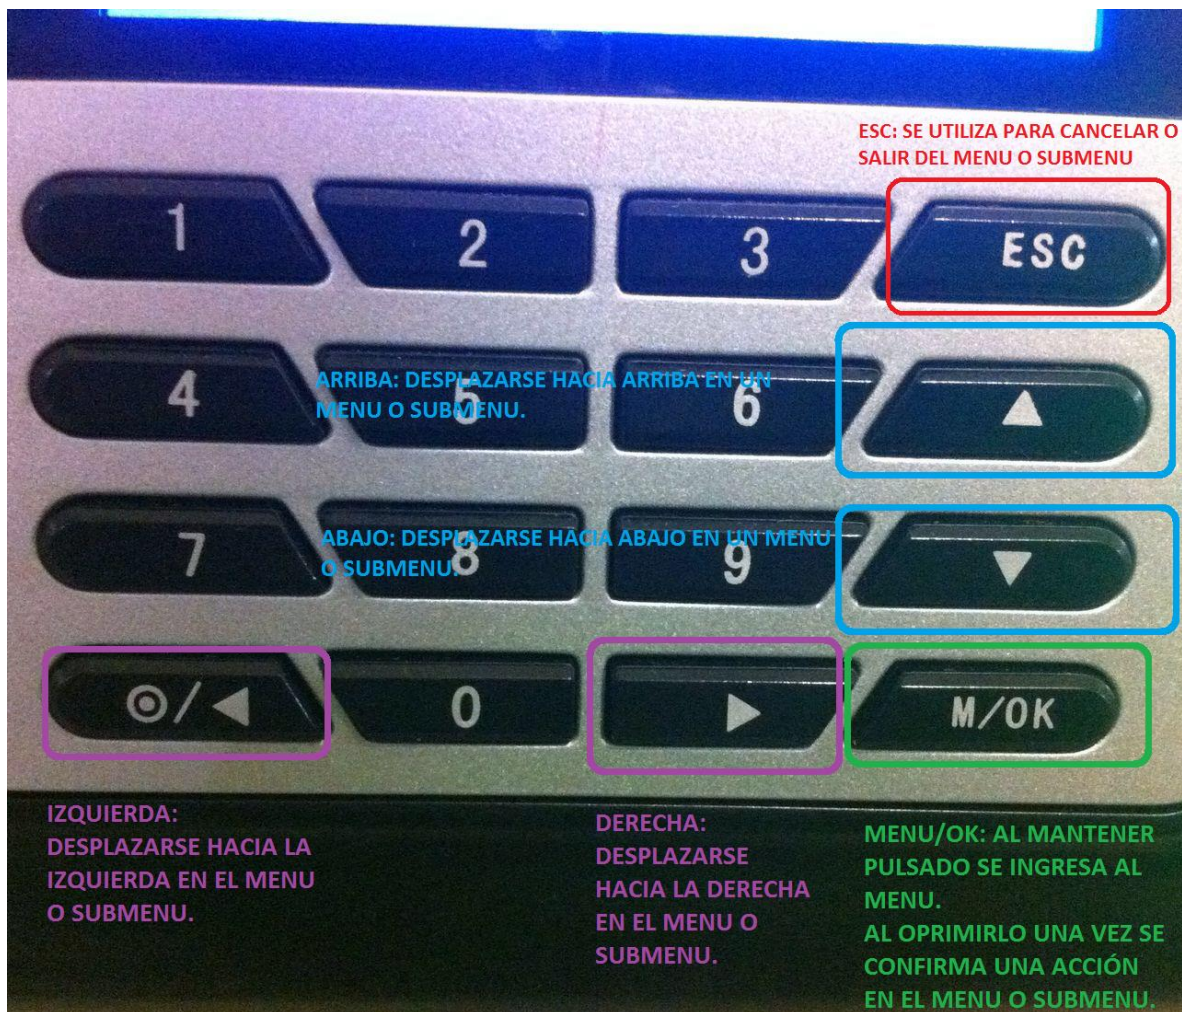 ESC: SE UTILIZA PARA CANCELAR O
SALIR DEL MENU O SUBMENU
1
2
3
ESC
ARRIBA: DESPLAZARSE HACIA ARRIBA EN UN
MENU O SUBMENU.
4
5
6
▲
ABAJO: DESPLAZARSE HACIA ABAJO EN UN MENU
O SUBMENU.
7
8
9
▼
◎/◀
0
▶
M/OK
IZQUIERDA:
DESPLAZARSE HACIA LA
IZQUIERDA EN EL MENU
O SUBMENU.
DERECHA:
DESPLAZARSE
HACIA LA DERECHA
EN EL MENU O
SUBMENU.
MENU/OK: AL MANTENER
PULSADO SE INGRESA AL
MENU.
AL OPRIMIRLO UNA VEZ SE
CONFIRMA UNA ACCIÓN
EN EL MENU O SUBMENU.